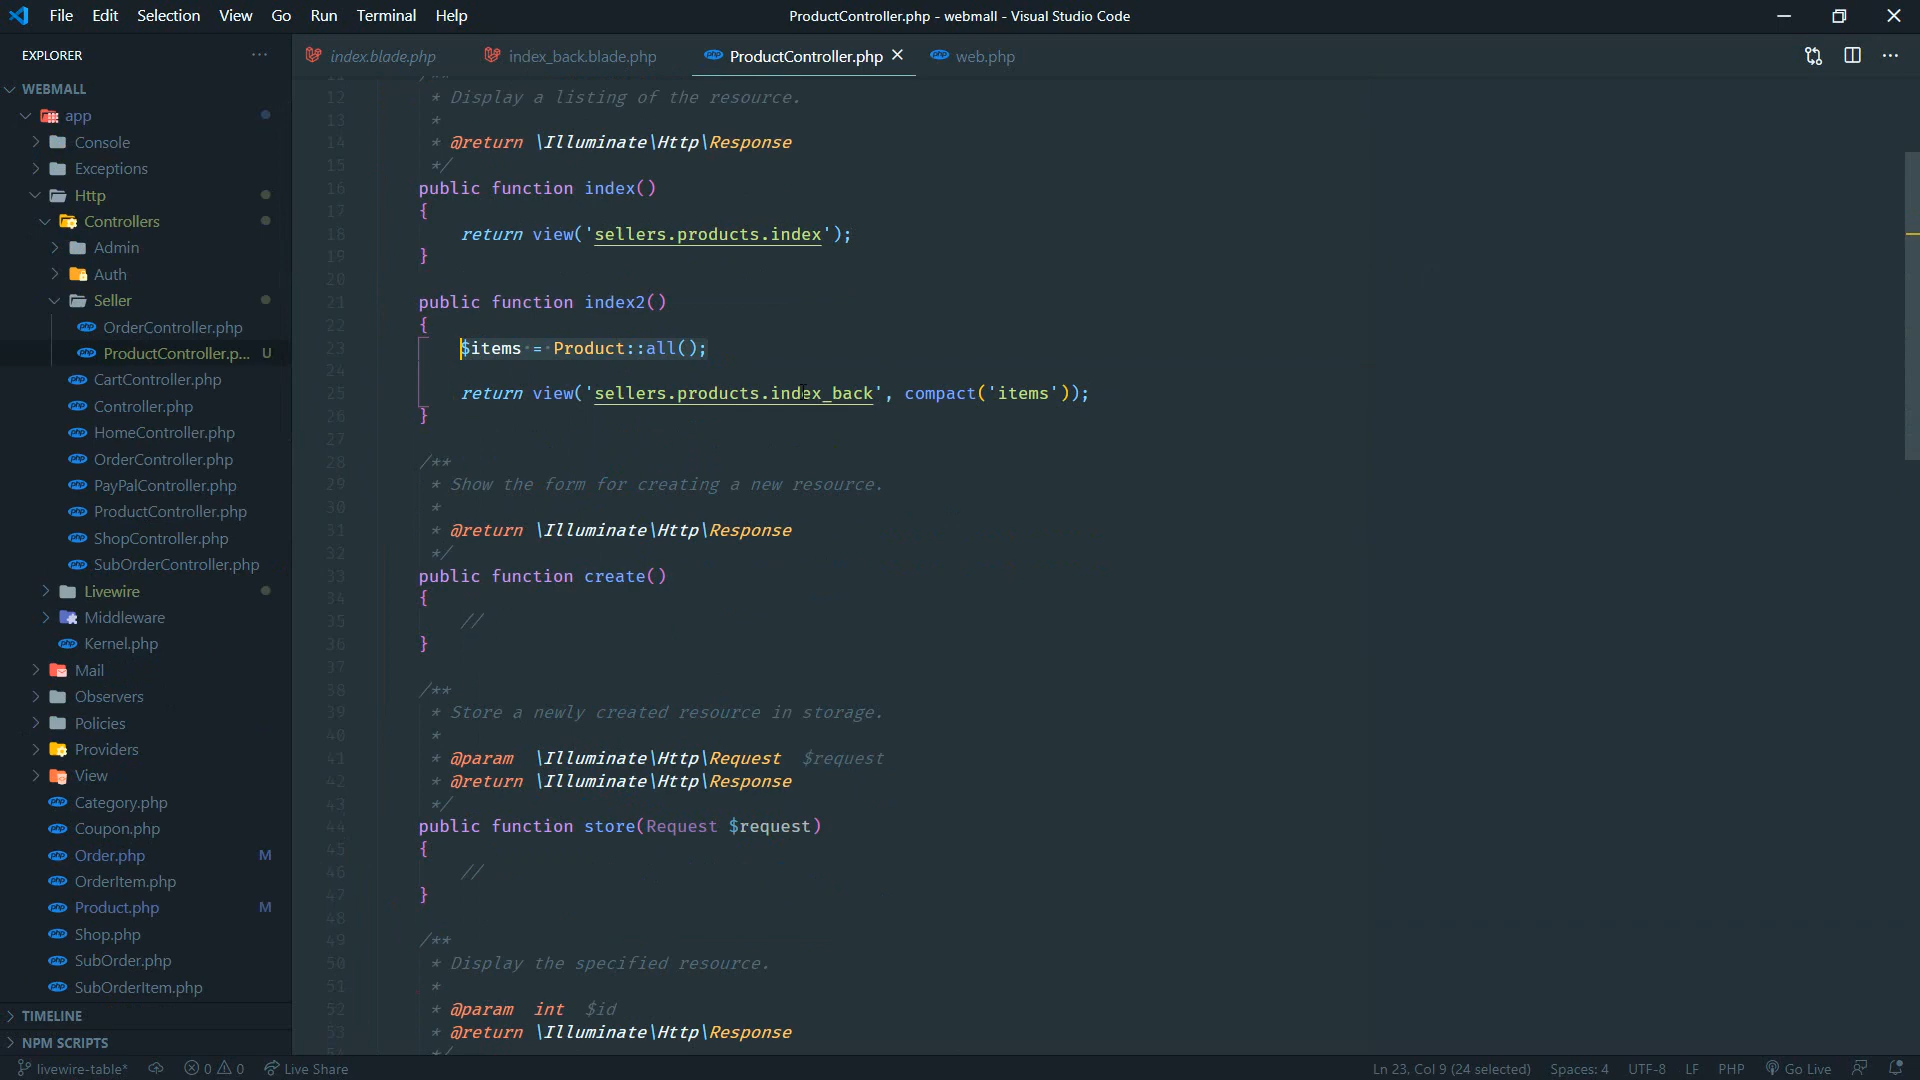 File Edit Selection View Go Run Terminal Help
ProductController.php - webmall - Visual Studio Code
EXPLORER
WEBMALL
app
Console
Exceptions
Http
Controllers
Admin
Auth
Seller
OrderController.php
ProductController.p... U
CartController.php
Controller.php
HomeController.php
OrderController.php
PayPalController.php
ProductController.php
ShopController.php
SubOrderController.php
Livewire
Middleware
Kernel.php
Mail
Observers
Policies
Providers
View
Category.php
Coupon.php
Order.php M
OrderItem.php
Product.php M
Shop.php
SubOrder.php
SubOrderItem.php
TIMELINE
NPM SCRIPTS
index.blade.php index_back.blade.php ProductController.php web.php
12 * Display a listing of the resource.
13 *
14 * @return \Illuminate\Http\Response
15 */
16 public function index()
17 {
18 return view('sellers.products.index');
19 }
20
21 public function index2()
22 {
23 $items = Product::all();
24
25 return view('sellers.products.index_back', compact('items'));
26 }
27
28 /**
29 * Show the form for creating a new resource.
30 *
31 * @return \Illuminate\Http\Response
32 */
33 public function create()
34 {
35 //
36 }
37
38 /**
39 * Store a newly created resource in storage.
40 *
41 * @param \Illuminate\Http\Request $request
42 * @return \Illuminate\Http\Response
43 */
44 public function store(Request $request)
45 {
46 //
47 }
48
49 /**
50 * Display the specified resource.
51 *
52 * @param int $id
53 * @return \Illuminate\Http\Response
livewire-table* 0 0 Live Share
Ln 23, Col 9 (24 selected) Spaces: 4 UTF-8 LF PHP Go Live